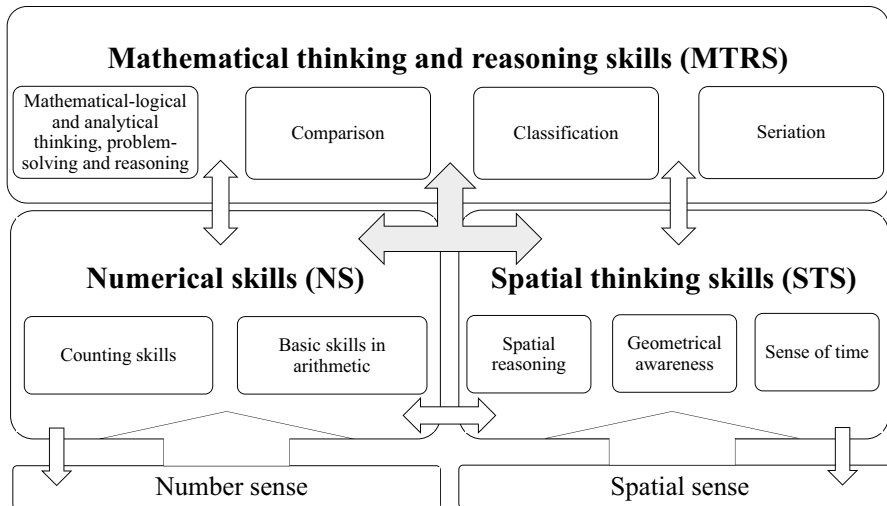 Mathematical thinking and reasoning skills (MTRS)
Mathematical-logical
and analytical
thinking, problem-
solving and reasoning
Comparison
Classification
Seriation
Numerical skills (NS)
Spatial thinking skills (STS)
Counting skills
Basic skills in
arithmetic
Spatial
reasoning
Geometrical
awareness
Sense of time
Number sense
Spatial sense